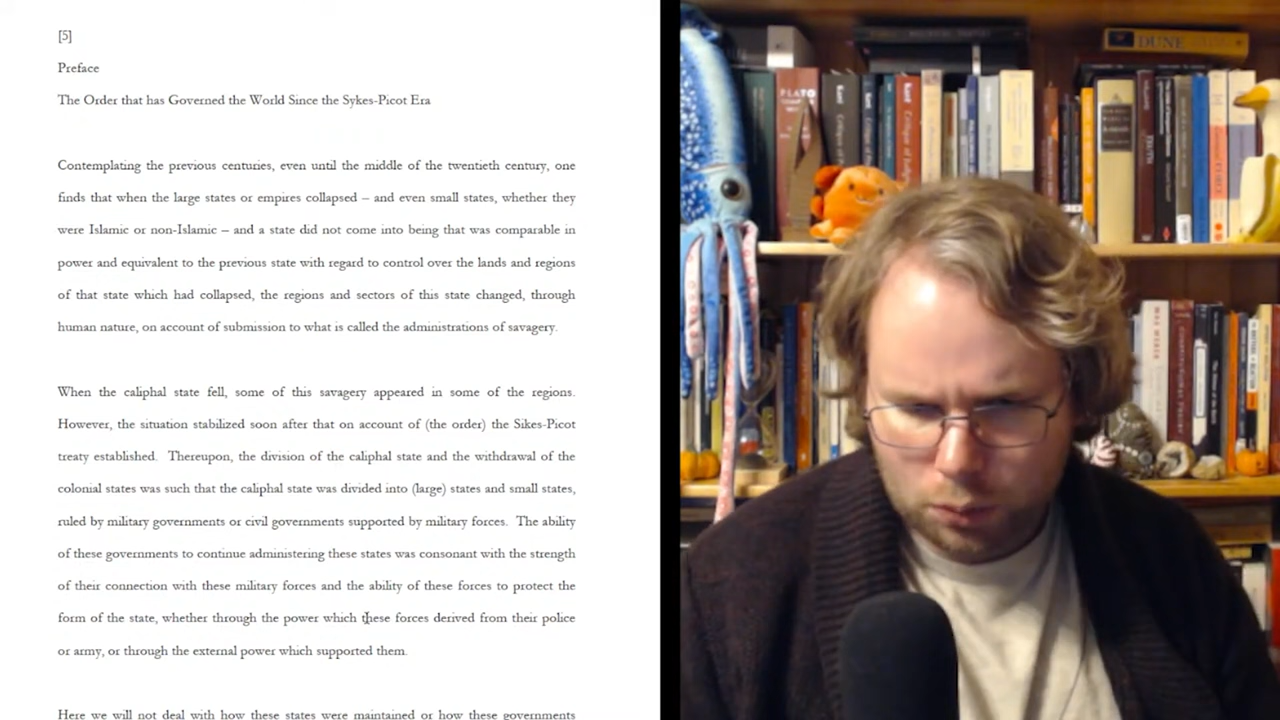 [5]
Preface
The Order that has Governed the World Since the Sykes-Picot Era
Contemplating the previous centuries, even until the middle of the twentieth century, one
finds that when the large states or empires collapsed – and even small states, whether they
were Islamic or non-Islamic – and a state did not come into being that was comparable in
power and equivalent to the previous state with regard to control over the lands and regions
of that state which had collapsed, the regions and sectors of this state changed, through
human nature, on account of submission to what is called the administrations of savagery.
When the caliphal state fell, some of this savagery appeared in some of the regions.
However, the situation stabilized soon after that on account of (the order) the Sikes-Picot
treaty established.  Thereupon, the division of the caliphal state and the withdrawal of the
colonial states was such that the caliphal state was divided into (large) states and small states,
ruled by military governments or civil governments supported by military forces.  The ability
of these governments to continue administering these states was consonant with the strength
of their connection with these military forces and the ability of these forces to protect the
form of the state, whether through the power which these forces derived from their police
or army, or through the external power which supported them.
Here we will not deal with how these states were maintained or how these governments
DUNE
PLATO
Kant
Kant
Kant